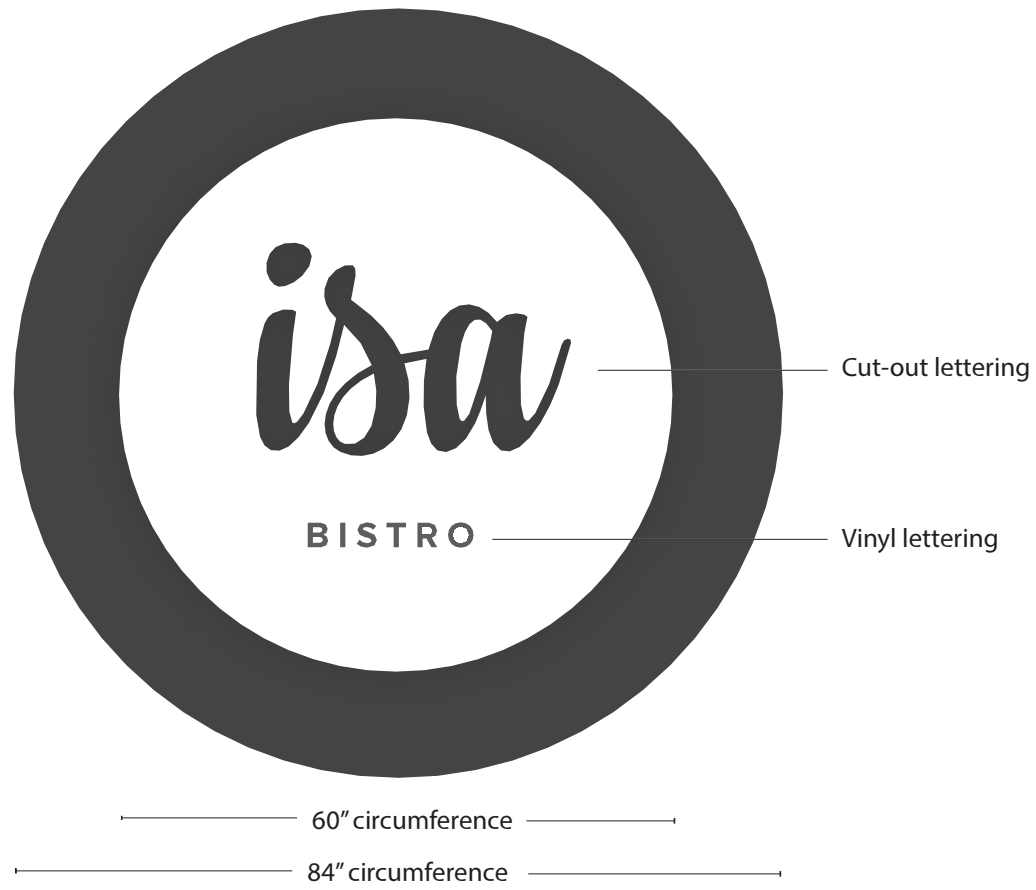 isa
Cut-out lettering
BISTRO
Vinyl lettering
60” circumference
84” circumference